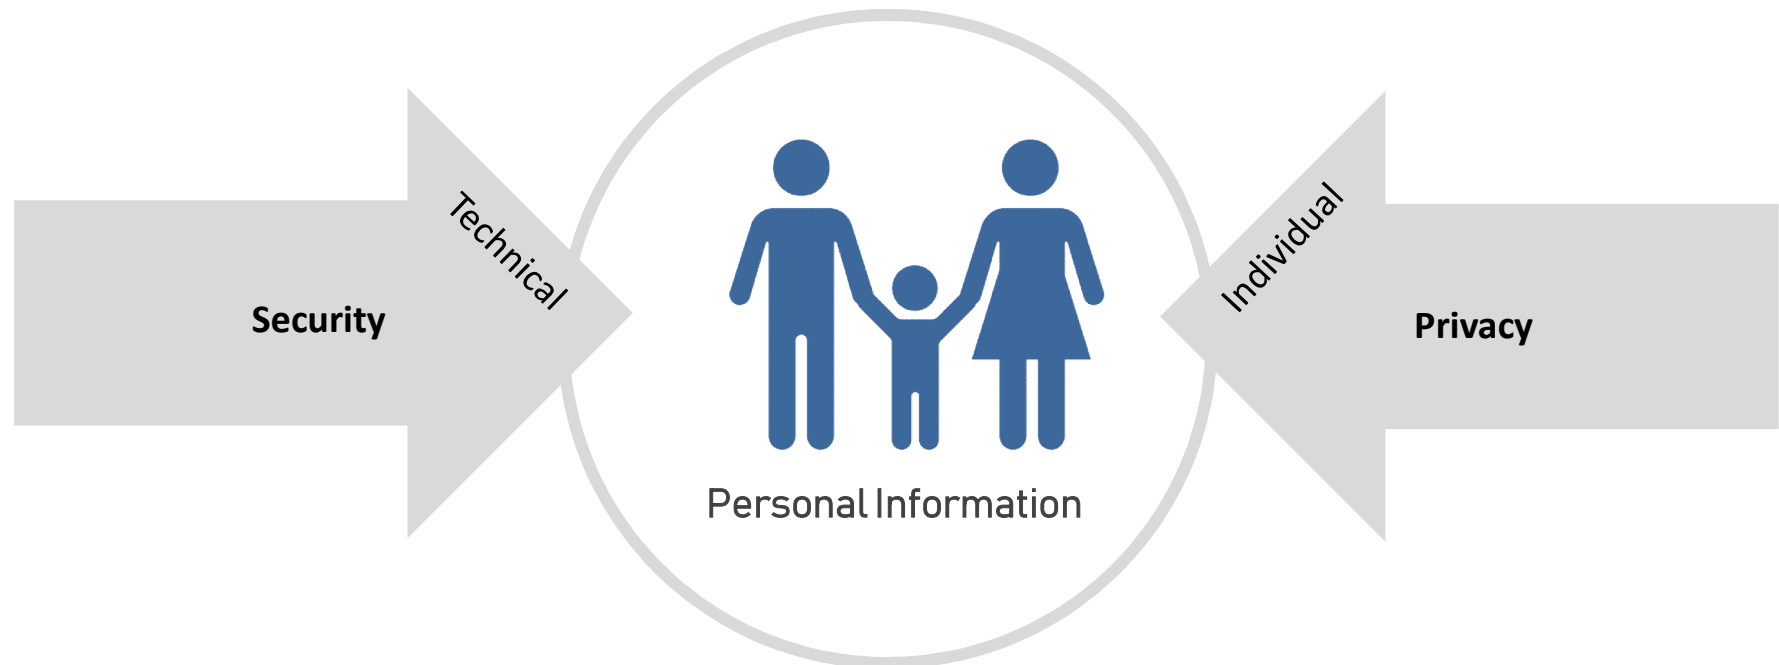 Technical
Security
Personal Information
Individual
Privacy